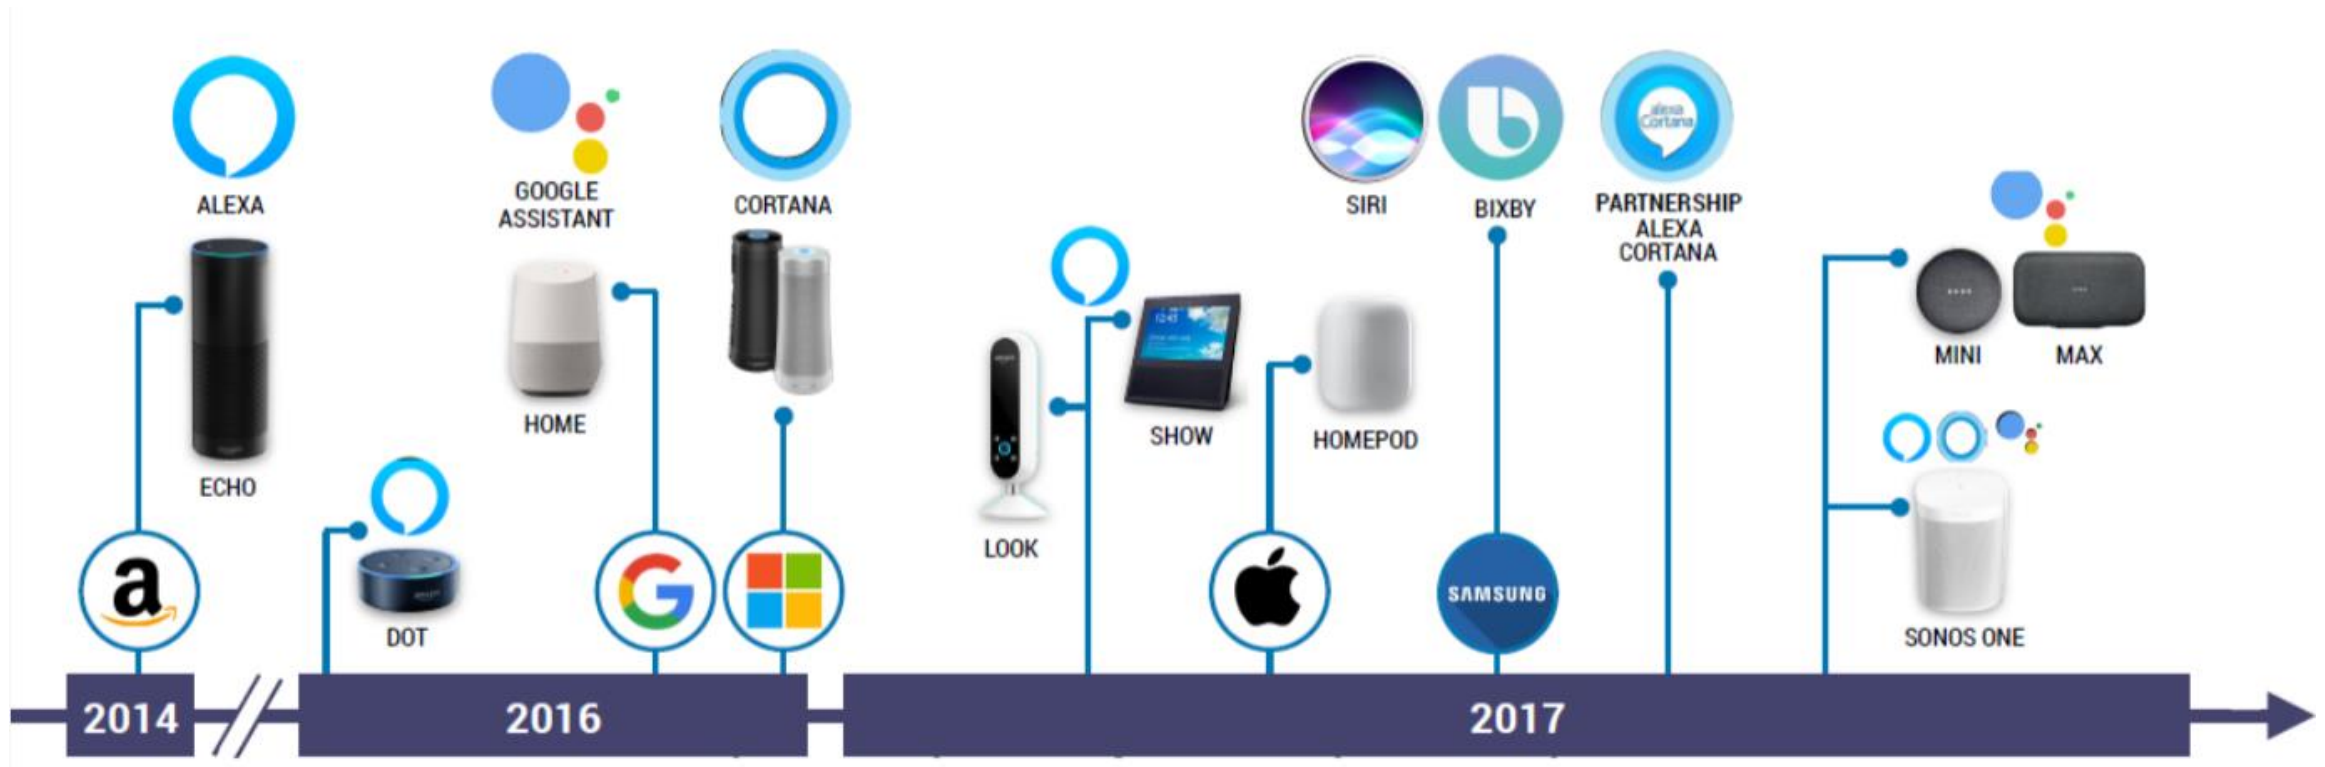 ALEXA
ECHO
a
DOT
GOOGLE
ASSISTANT
HOME
G
CORTANA
LOOK
SHOW
SIRI
HOMEPOD
BIXBY
SAMSUNG
alexa
Cortana
PARTNERSHIP
ALEXA
CORTANA
MINI
MAX
SONOS ONE
2014
2016
2017